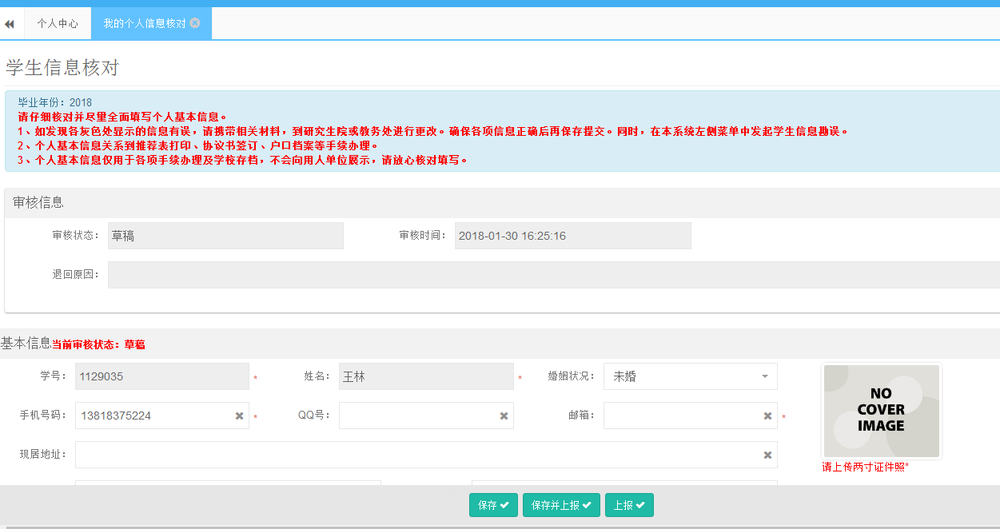 个人中心 我的个人信息核对
学生信息核对
毕业年份：2018
请仔细核对并尽量全面填写个人基本信息。
1、如发现各灰色处显示的信息有误，请携带相关材料，到研究生院或教务处进行更改。确保各项信息正确后再保存提交。同时，在本系统左侧菜单中发起学生信息勘误。
2、个人基本信息关系到推荐表打印、协议书签订、户口档案等手续办理。
3、个人基本信息仅用于各项手续办理及学校存档，不会向用人单位展示，请放心核对填写。
审核信息
审核状态： 草稿 审核时间： 2018-01-30 16:25:16
退回原因：
基本信息当前审核状态：草稿
学号： 1129035 * 姓名： 王林 * 婚姻状况： 未婚
手机号码： 13818375224 * QQ号： 邮箱： *
现居地址：
NO
COVER
IMAGE
请上传两寸证件照*
保存 保存并上报 上报